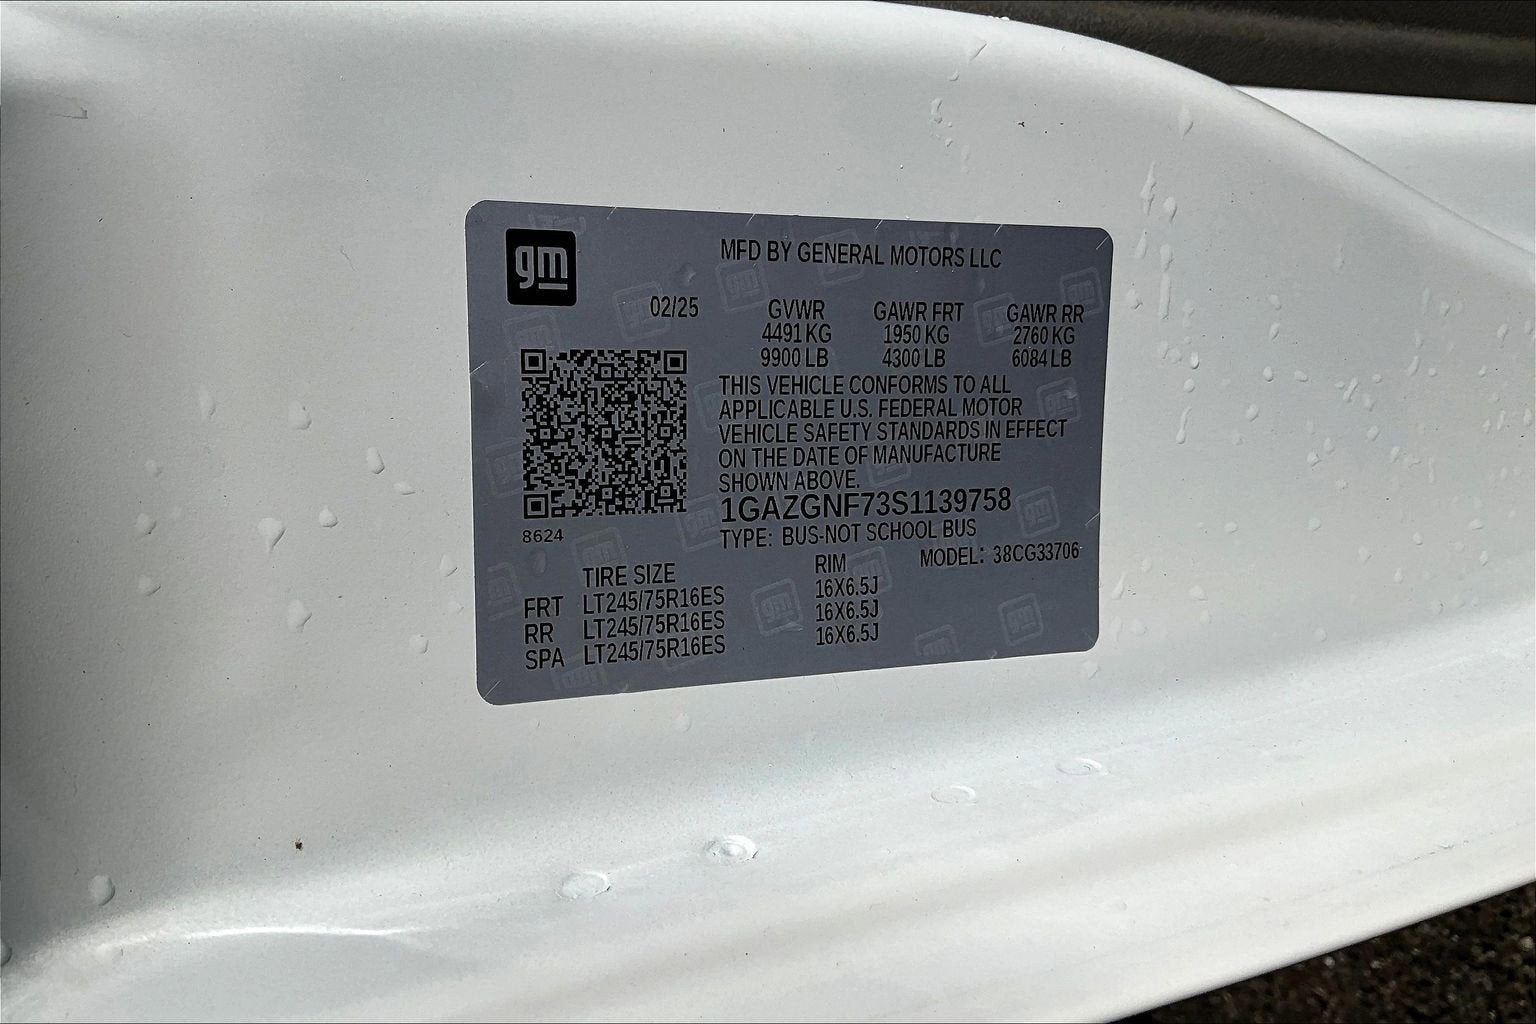 gm
MFD BY GENERAL MOTORS LLC
02/25
GVWR GAWR FRT GAWR RR
4491 KG 1950 KG 2760 KG
9900 LB 4300 LB 6084 LB
THIS VEHICLE CONFORMS TO ALL
APPLICABLE U.S. FEDERAL MOTOR
VEHICLE SAFETY STANDARDS IN EFFECT
ON THE DATE OF MANUFACTURE
SHOWN ABOVE.
1GAZGNF73S1139758
8624
TYPE: BUS-NOT SCHOOL BUS
MODEL: 38CG33706
TIRE SIZE RIM
FRT LT245/75R16ES 16X6.5J
RR LT245/75R16ES 16X6.5J
SPA LT245/75R16ES 16X6.5J